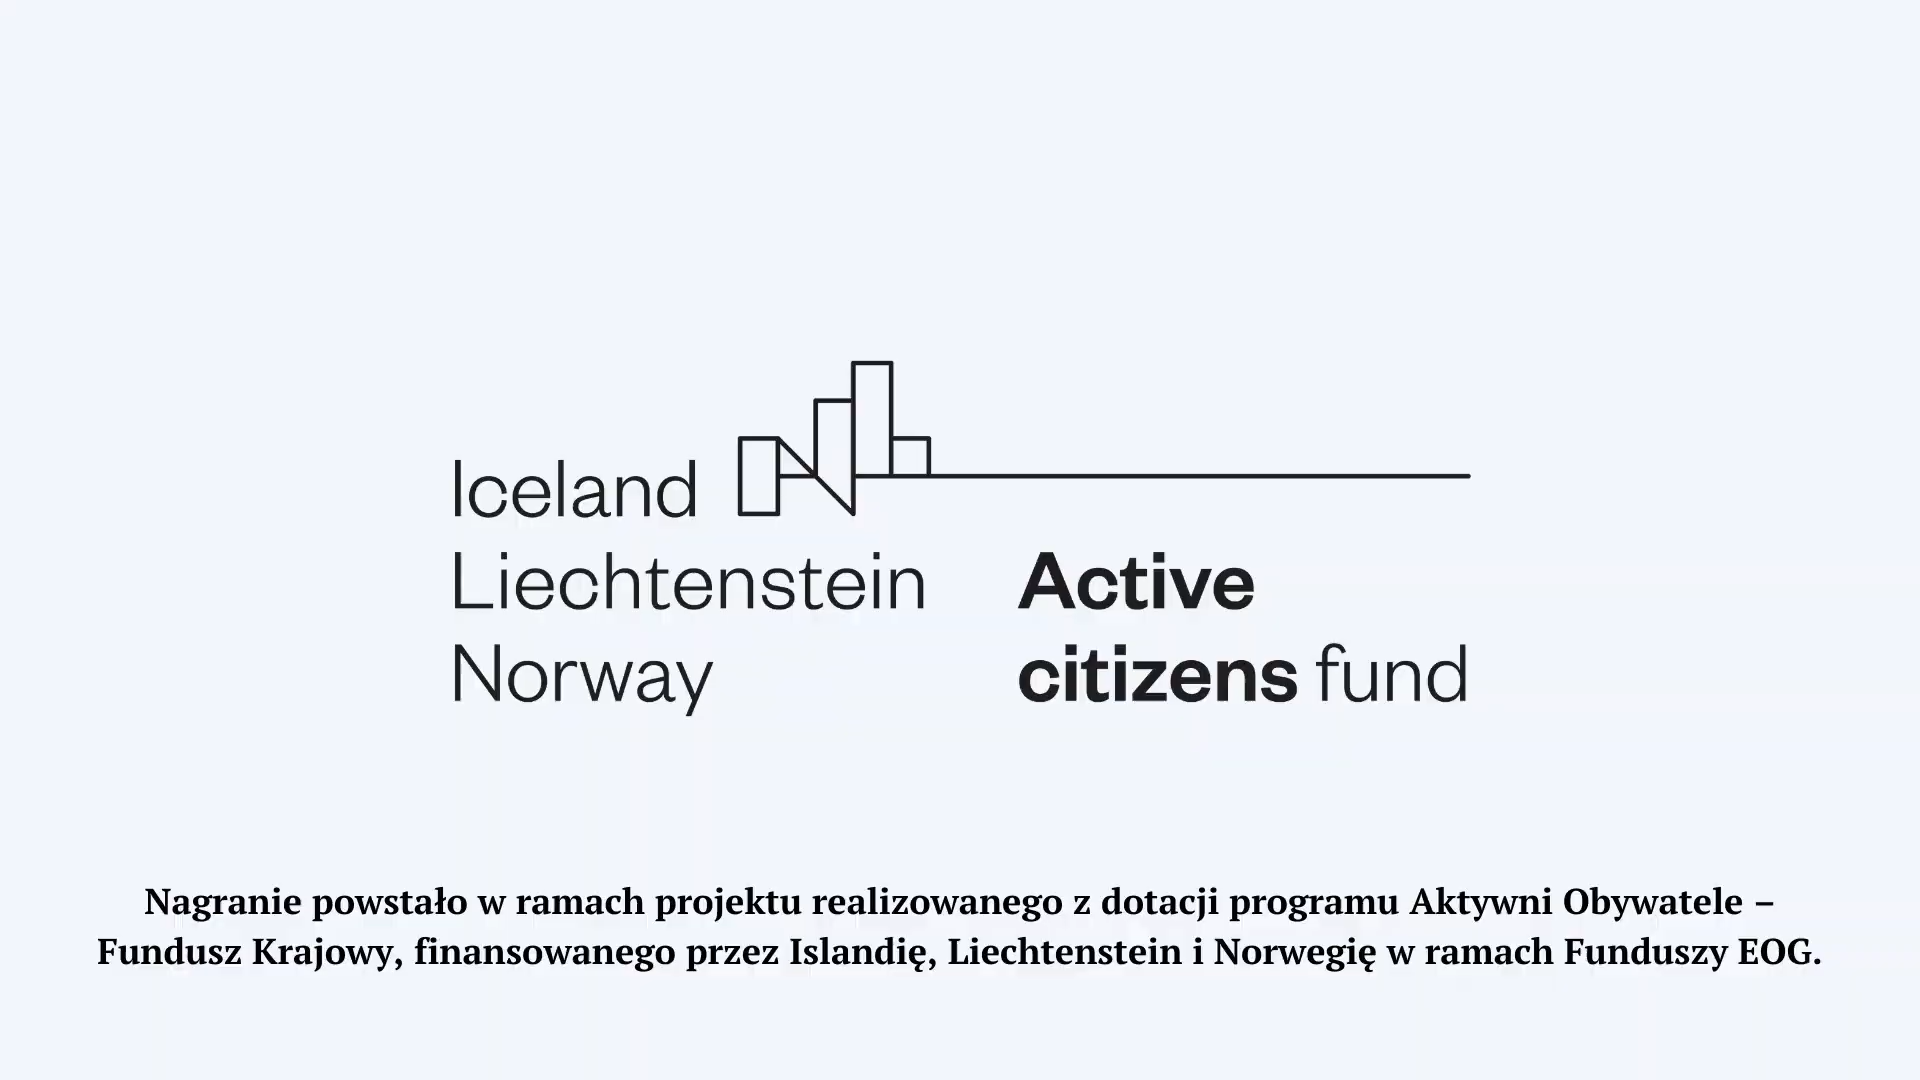 Iceland
Liechtenstein
Norway
Active
citizens fund
Nagranie powstało w ramach projektu realizowanego z dotacji programu Aktywni Obywatele –
Fundusz Krajowy, finansowanego przez Islandię, Liechtenstein i Norwegię w ramach Funduszy EOG.